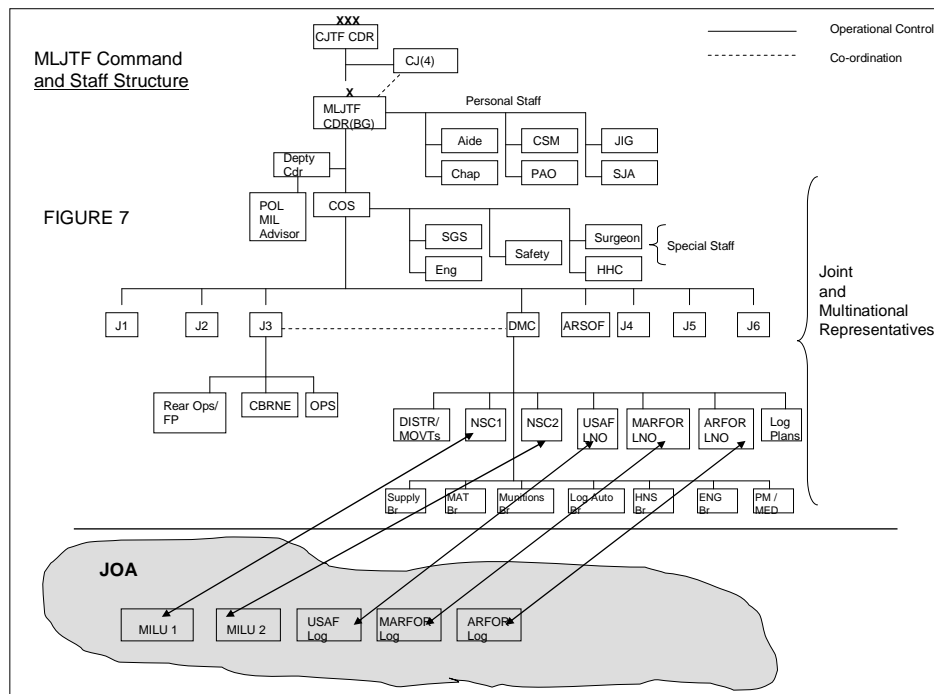 XXX
CJTF CDR
Operational Control
MLJTF Command
and Staff Structure
CJ(4)
Co-ordination
X
MLJTF
CDR(BG)
Personal Staff
Aide
CSM
JIG
Chap
PAO
SJA
Depty
Cdr
FIGURE 7
POL
MIL
Advisor
COS
SGS
Safety
Surgeon
Special Staff
Eng
HHC
Joint
and
Multinational
Representatives
J1
J2
J3
DMC
ARSOF
J4
J5
J6
Rear Ops/
FP
CBRNE
OPS
DISTR/
MOVTs
NSC1
NSC2
USAF
LNO
MARFOR
LNO
ARFOR
LNO
Log
Plans
Supply
Br
MAT
Br
Munitions
Br
Log Auto
Br
HNS
Br
ENG
Br
PM /
MED
JOA
MILU 1
MILU 2
USAF
Log
MARFOR
Log
ARFOR
Log